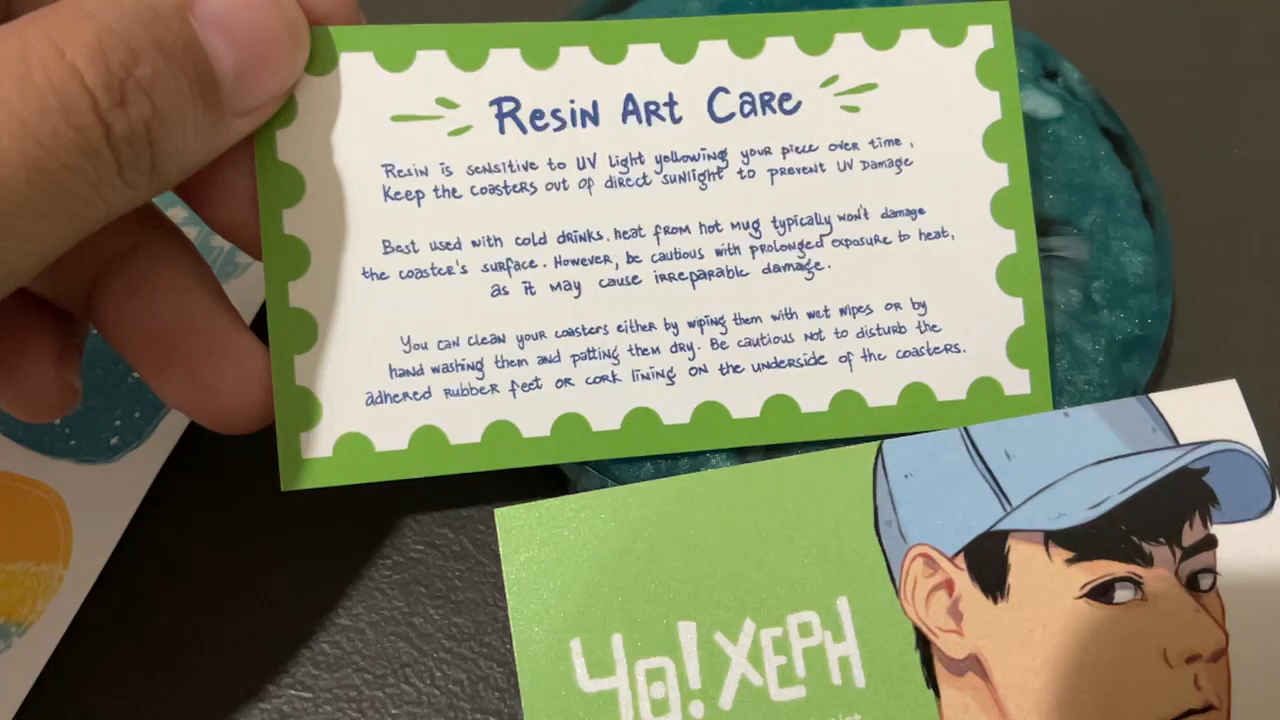 Resin Art Care
Resin is sensitive to UV light yellowing your piece over time,
Keep the coasters out of direct sunlight to prevent UV Damage
Best used with cold drinks. heat from hot mug typically won't damage
the coaster's surface. However, be cautious with prolonged exposure to heat,
as it may cause irreparable damage.
You can clean your coasters either by wiping them with wet wipes or by
hand washing them and patting them dry. Be cautious not to disturb the
adhered rubber feet or cork lining on the underside of the coasters.
YO! XEPH